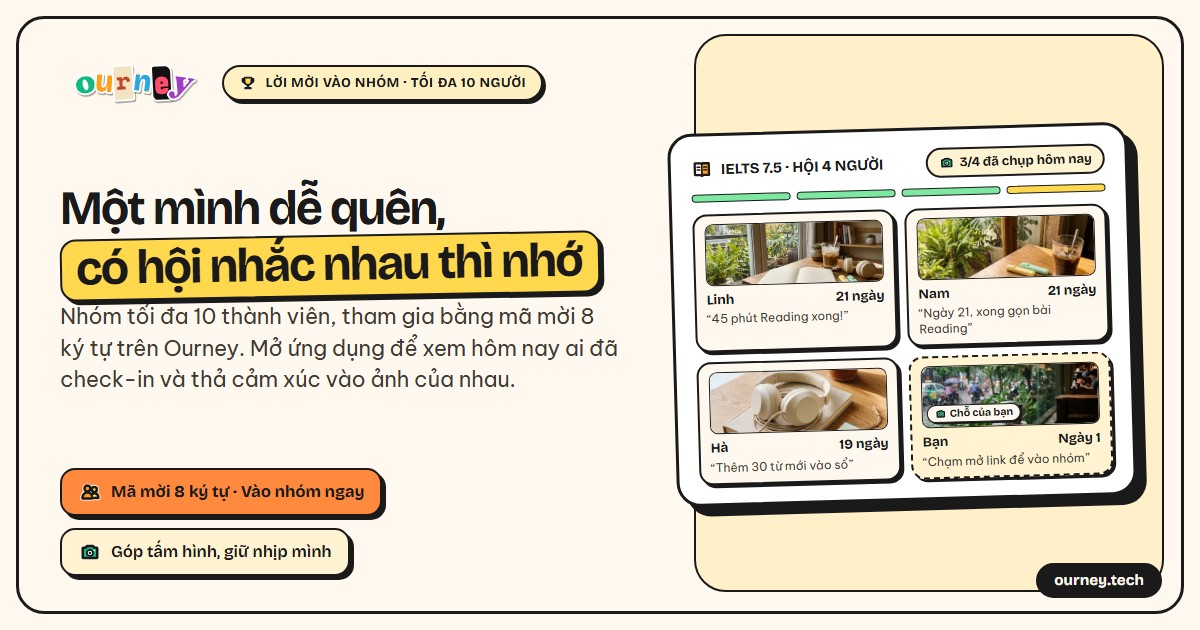 ourney
LỜI MỜI VÀO NHÓM · TỐI ĐA 10 NGƯỜI
Một mình dễ quên,
có hội nhắc nhau thì nhớ
Nhóm tối đa 10 thành viên, tham gia bằng mã mời 8
ký tự trên Ourney. Mở ứng dụng để xem hôm nay ai đã
check-in và thả cảm xúc vào ảnh của nhau.
Mã mời 8 ký tự · Vào nhóm ngay
Góp tấm hình, giữ nhịp mình
IELTS 7.5 · HỘI 4 NGƯỜI
3/4 đã chụp hôm nay
Linh
21 ngày
“45 phút Reading xong!”
Nam
21 ngày
“Ngày 21, xong gọn bài
Reading”
Hà
19 ngày
“Thêm 30 từ mới vào sổ”
Chỗ của bạn
Bạn
Ngày 1
“Chạm mở link để vào nhóm”
ourney.tech